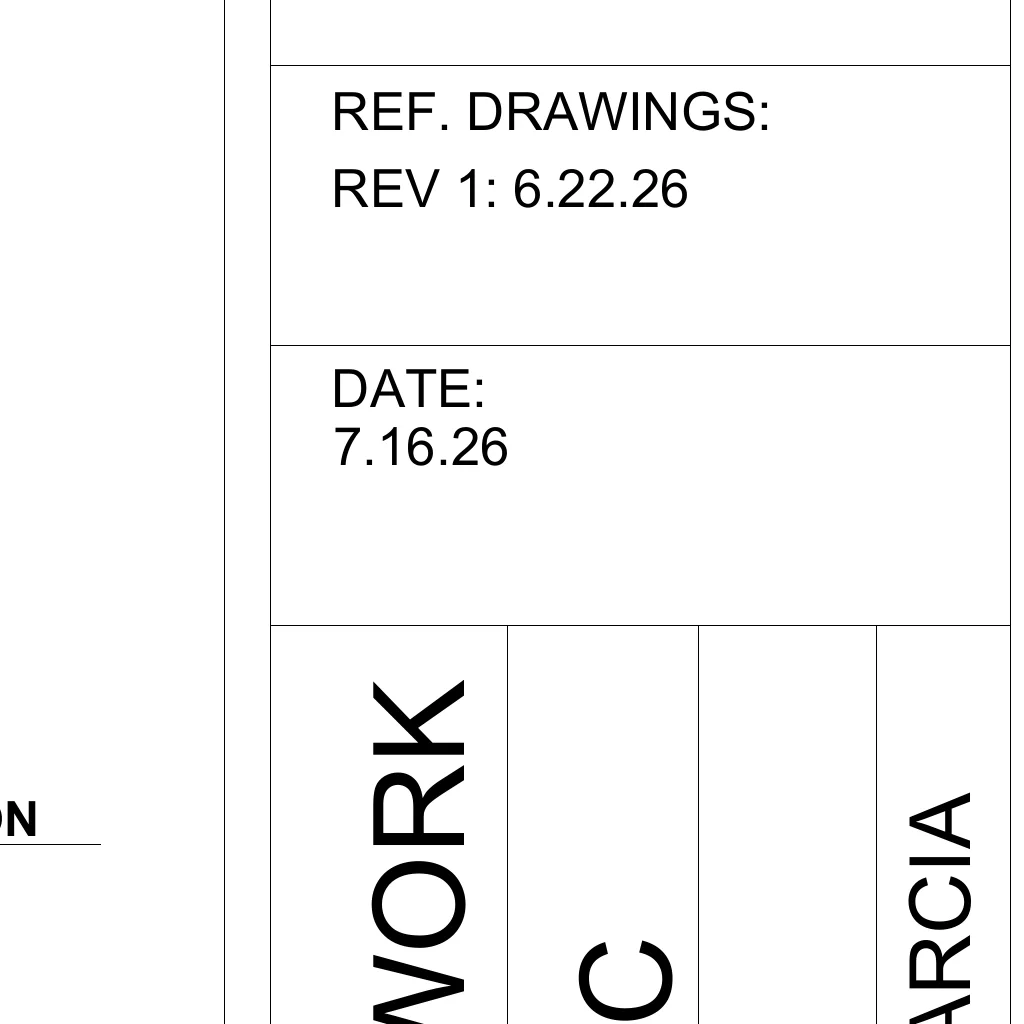 REF. DRAWINGS:
REV 1: 6.22.26
DATE:
7.16.26
WORK
C
ARCIA
ON